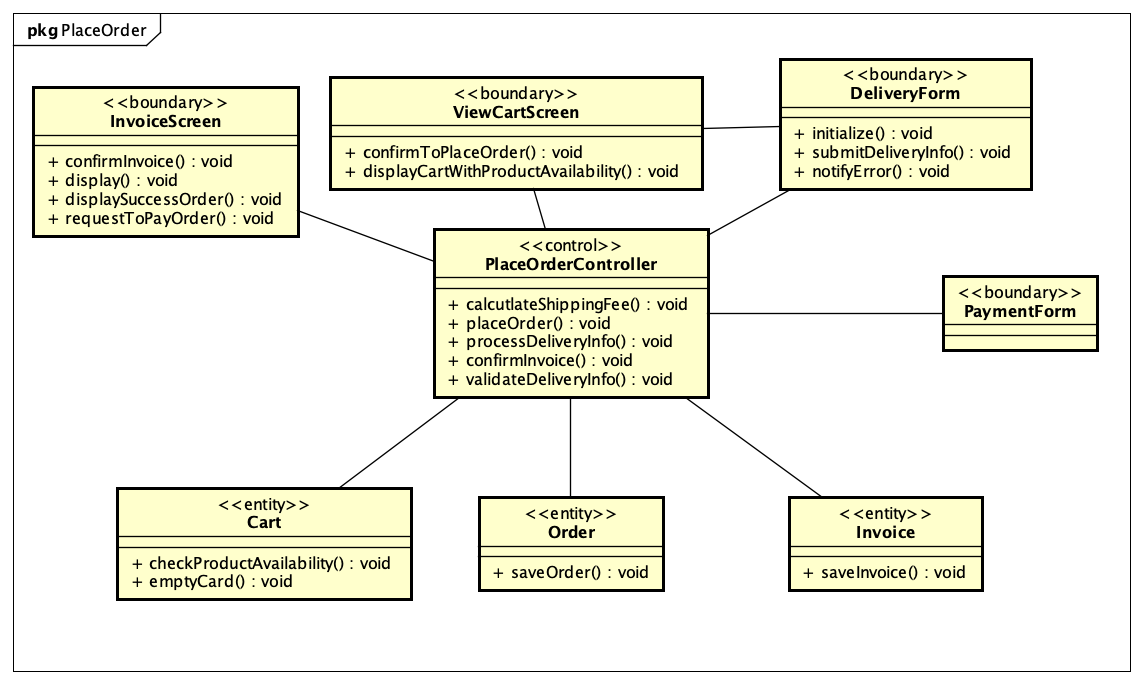 pkg PlaceOrder
<<boundary>>
InvoiceScreen
+ confirmInvoice() : void
+ display() : void
+ displaySuccessOrder() : void
+ requestToPayOrder() : void
<<boundary>>
ViewCartScreen
+ confirmToPlaceOrder() : void
+ displayCartWithProductAvailability() : void
<<boundary>>
DeliveryForm
+ initialize() : void
+ submitDeliveryInfo() : void
+ notifyError() : void
<<control>>
PlaceOrderController
+ calcutlateShippingFee() : void
+ placeOrder() : void
+ processDeliveryInfo() : void
+ confirmInvoice() : void
+ validateDeliveryInfo() : void
<<boundary>>
PaymentForm
<<entity>>
Cart
+ checkProductAvailability() : void
+ emptyCard() : void
<<entity>>
Order
+ saveOrder() : void
<<entity>>
Invoice
+ saveInvoice() : void